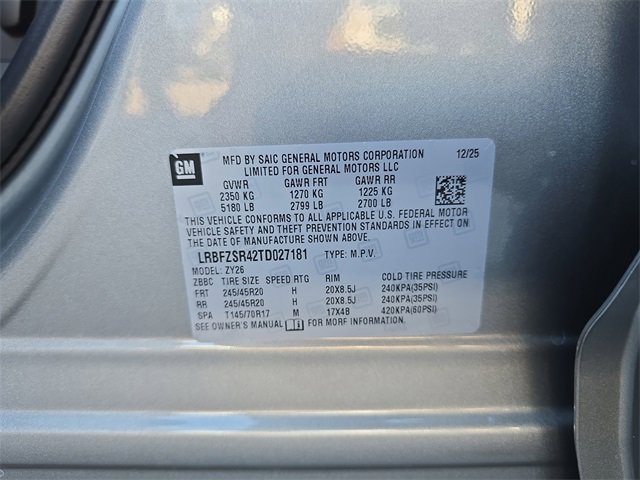 GM
MFD BY SAIC GENERAL MOTORS CORPORATION 12/25
LIMITED FOR GENERAL MOTORS LLC
GVWR GAWR FRT GAWR RR
2350 KG 1270 KG 1225 KG
5180 LB 2799 LB 2700 LB
THIS VEHICLE CONFORMS TO ALL APPLICABLE U.S. FEDERAL MOTOR
VEHICLE SAFETY AND THEFT PREVENTION STANDARDS IN EFFECT ON
THE DATE OF MANUFACTURE SHOWN ABOVE.
LRBFZSR42TD027181 TYPE: M.P.V.
MODEL: ZY26
ZBBC TIRE SIZE SPEED RTG RIM COLD TIRE PRESSURE
FRT 245/45R20 H 20X8.5J 240KPA(35PSI)
RR 245/45R20 H 20X8.5J 240KPA(35PSI)
SPA T145/70R17 M 17X4B 420KPA(60PSI)
SEE OWNER'S MANUAL FOR MORE INFORMATION.